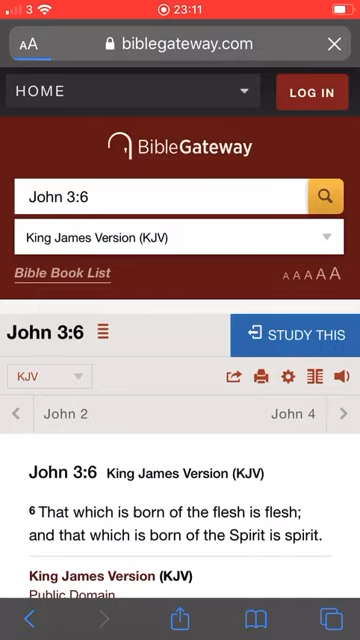 3 23:11
AA biblegateway.com
HOME LOG IN
BibleGateway
John 3:6
King James Version (KJV)
Bible Book List A A A A A
John 3:6 STUDY THIS
KJV
John 2 John 4
John 3:6 King James Version (KJV)
6 That which is born of the flesh is flesh;
and that which is born of the Spirit is spirit.
King James Version (KJV)
Public Domain